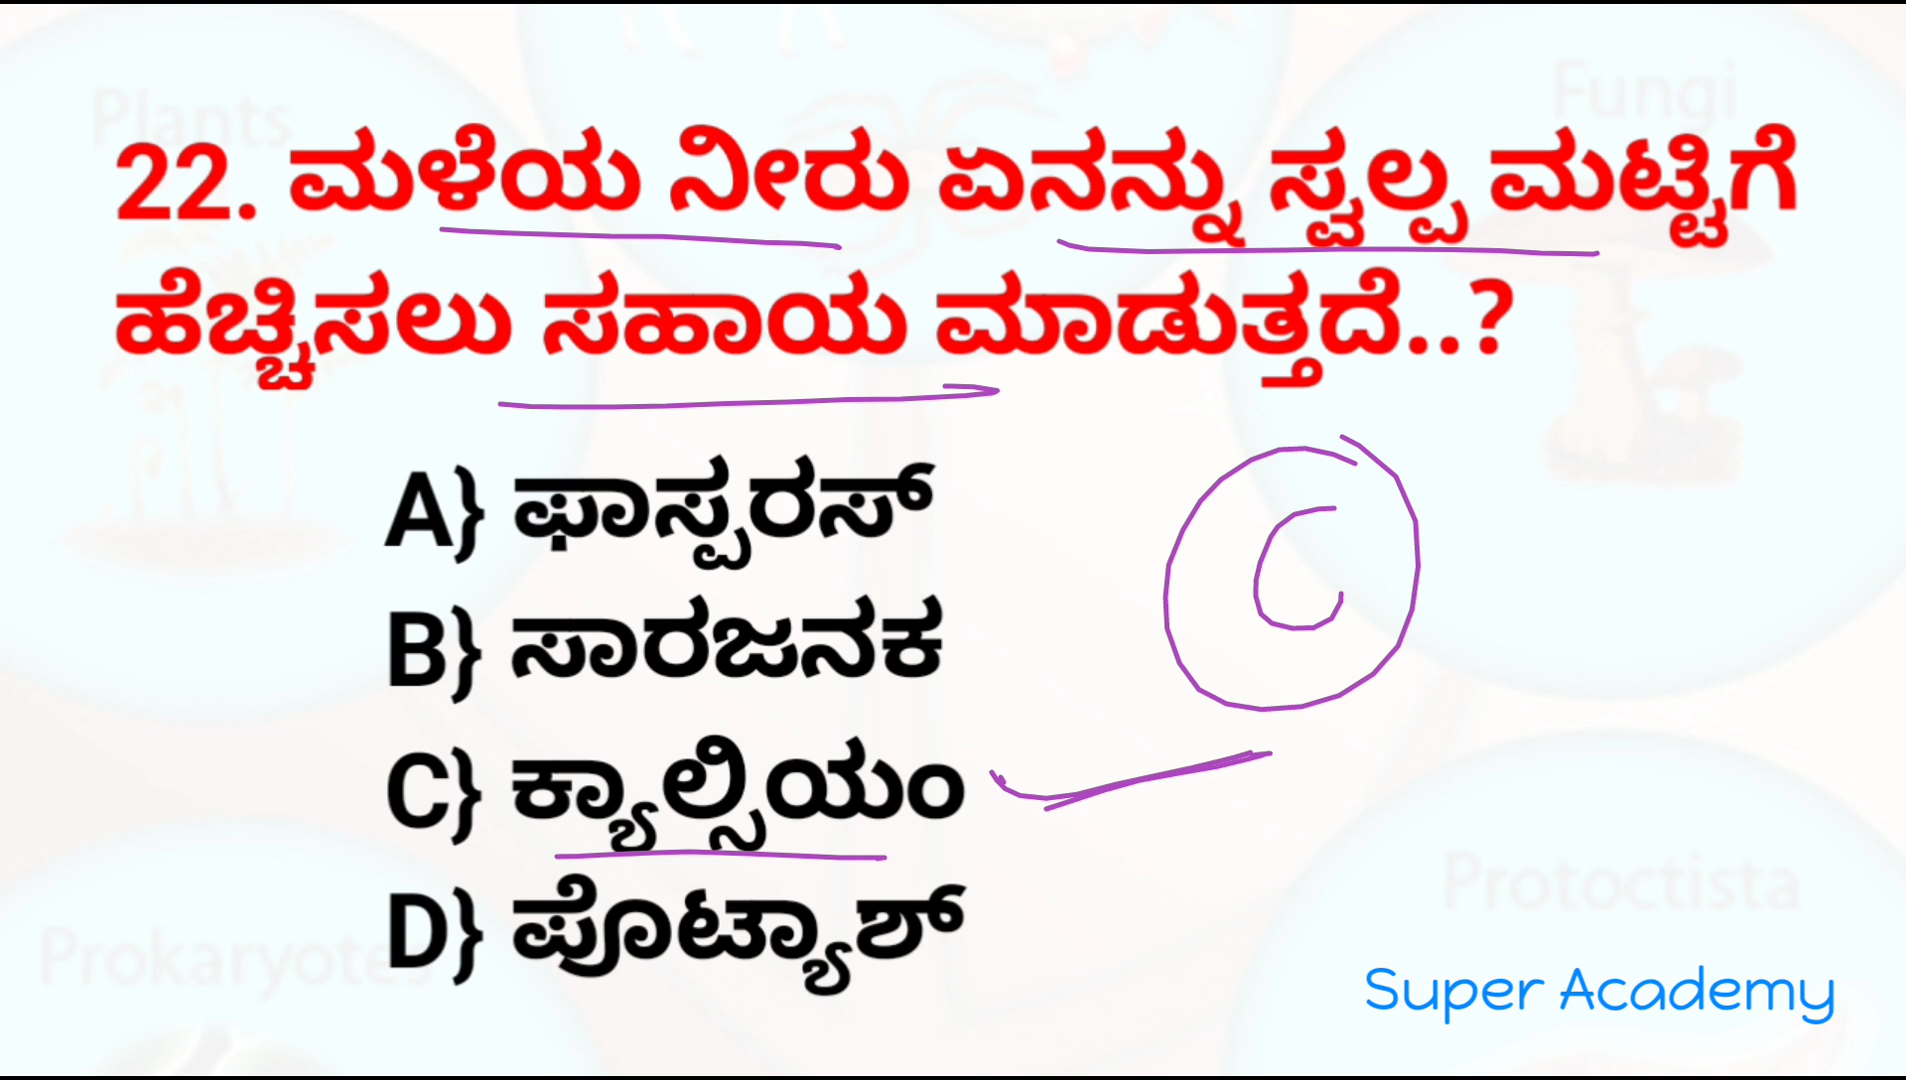 Plants
Fungi
22. ಮಳೆಯ ನೀರು ಏನನ್ನು ಸ್ವಲ್ಪ ಮಟ್ಟಿಗೆ
ಹೆಚ್ಚಿಸಲು ಸಹಾಯ ಮಾಡುತ್ತದೆ..?
A} ಫಾಸ್ಪರಸ್
B} ಸಾರಜನಕ
C} ಕ್ಯಾಲ್ಸಿಯಂ
D} ಪೊಟ್ಯಾಶ್
C
Protoctista
Prokaryotes
Super Academy